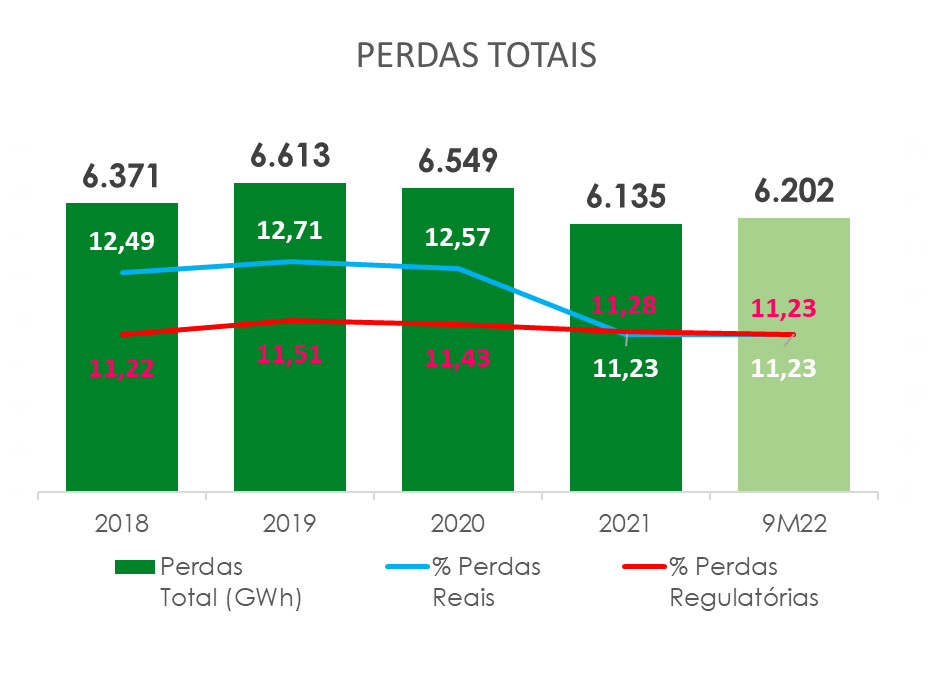 PERDAS TOTAIS
6.371
6.613
6.549
6.135
6.202
12,49
12,71
12,57
11,28
11,23
11,22
11,51
11,43
11,23
11,23
2018
2019
2020
2021
9M22
Perdas
Total (GWh)
% Perdas
Reais
% Perdas
Regulatórias